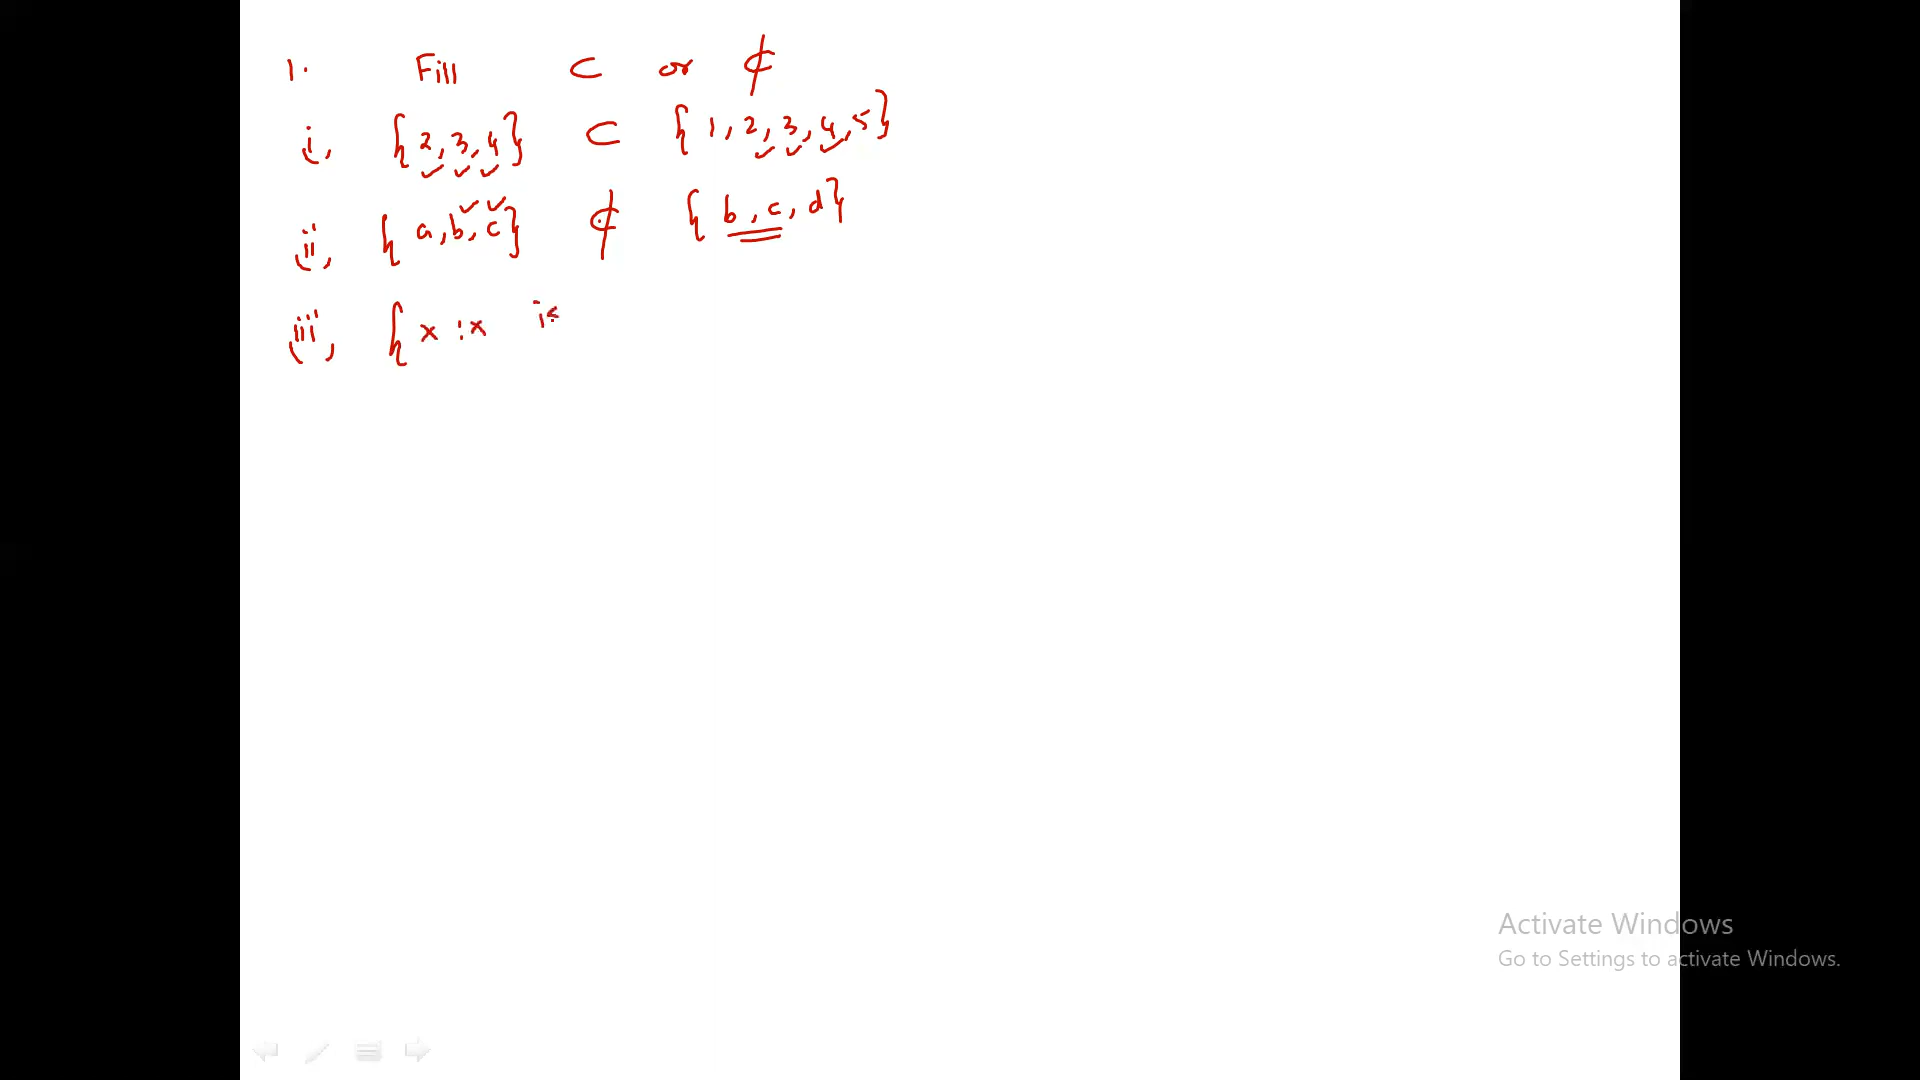 1. Fill ⊂ or ⊄
i, {2,3,4} ⊂ {1,2,3,4,5}
ii, {a,b,c} ⊄ {b,c,d}
iii, {x:x is
Activate Windows
Go to Settings to activate Windows.